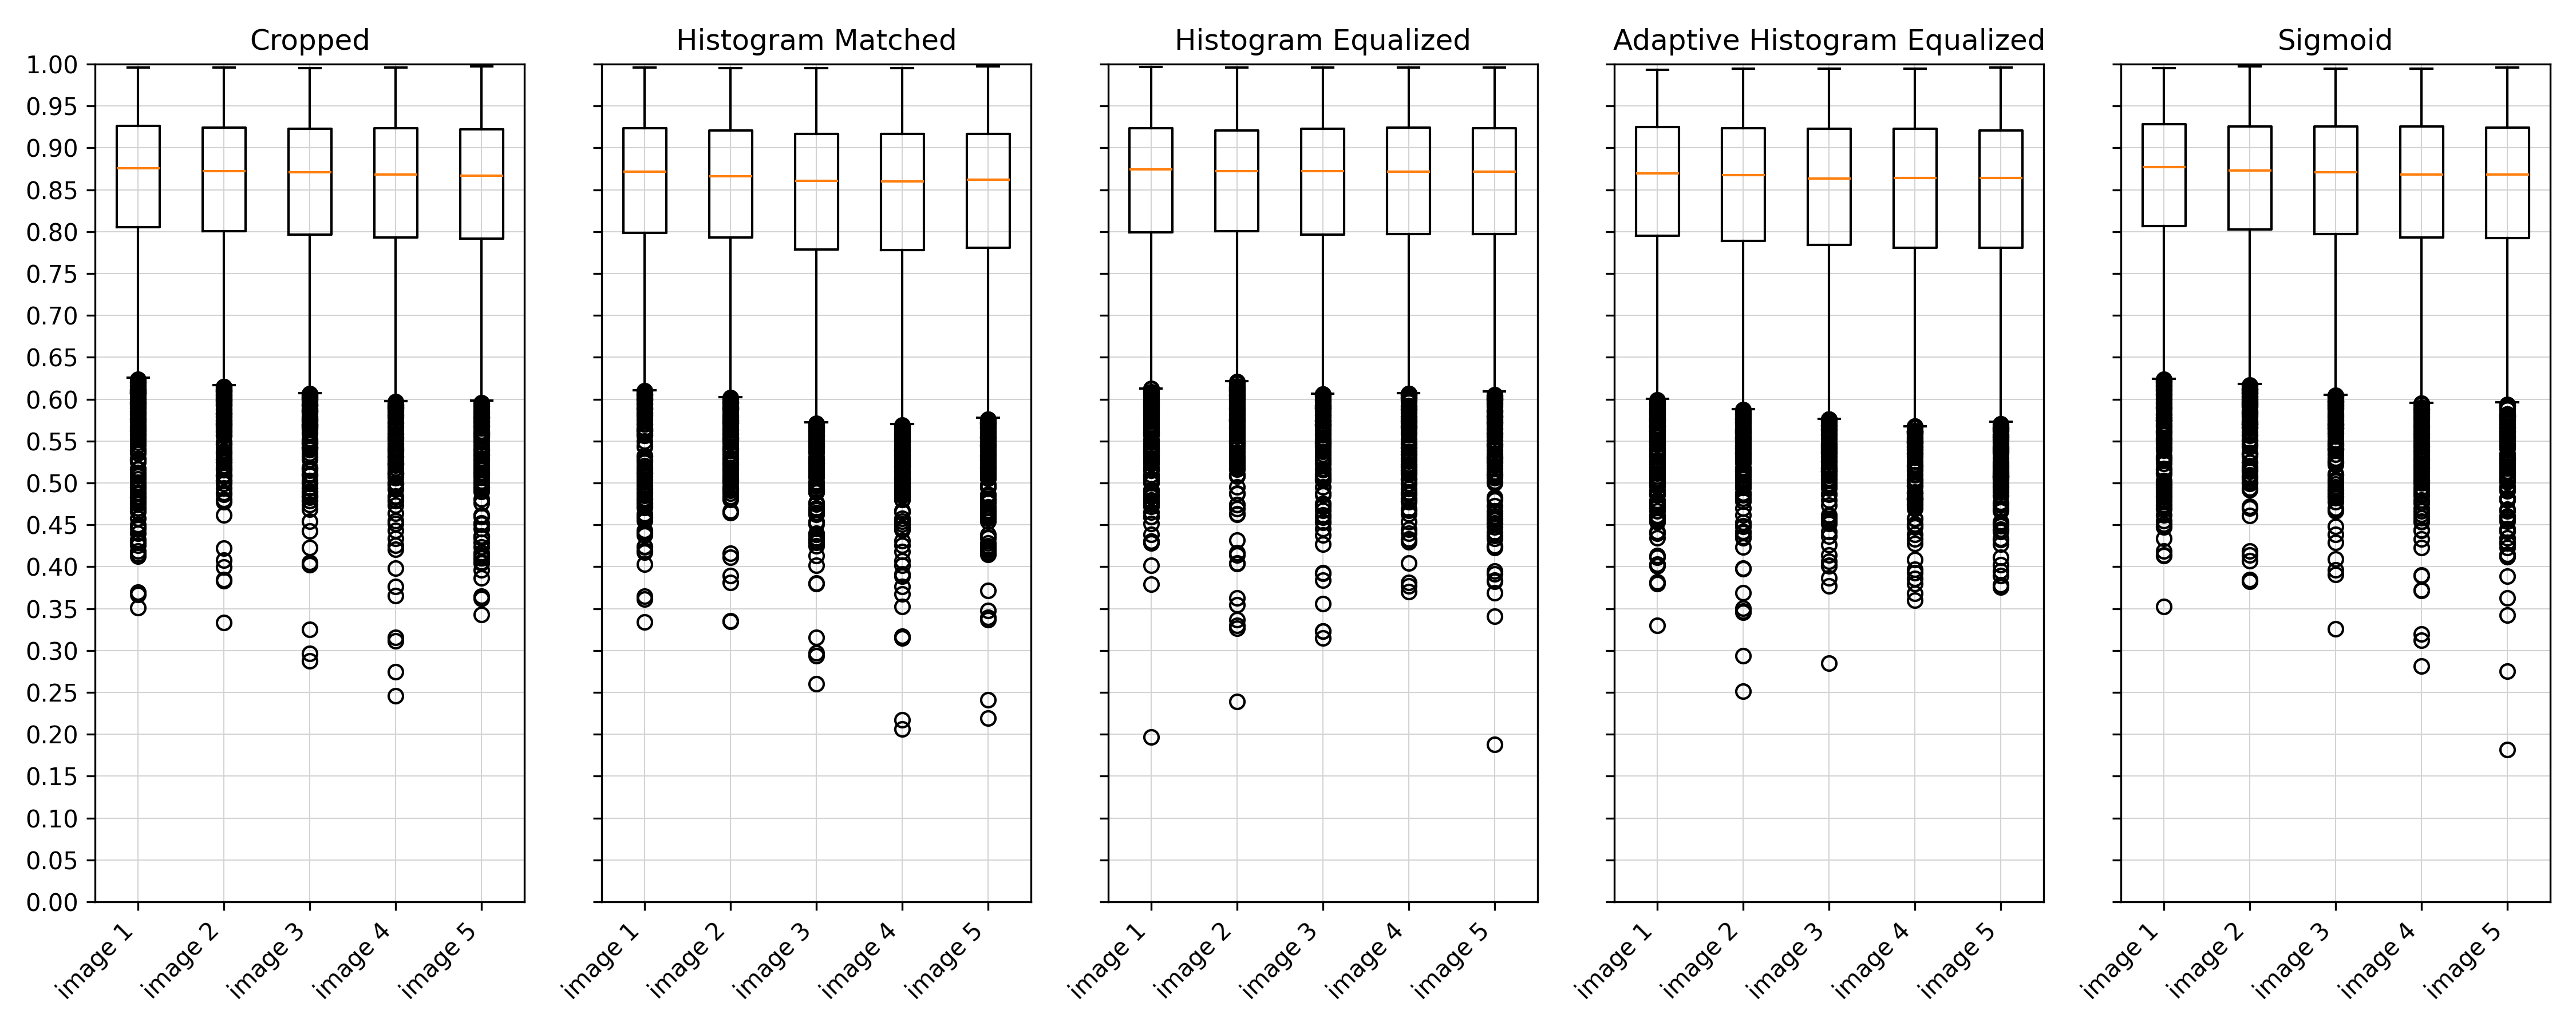 Cropped
Histogram Matched
Histogram Equalized
Adaptive Histogram Equalized
Sigmoid
1.00
0.95
0.90
0.85
0.80
0.75
0.70
0.65
0.60
0.55
0.50
0.45
0.40
0.35
0.30
0.25
0.20
0.15
0.10
0.05
0.00
image 1
image 2
image 3
image 4
image 5
image 1
image 2
image 3
image 4
image 5
image 1
image 2
image 3
image 4
image 5
image 1
image 2
image 3
image 4
image 5
image 1
image 2
image 3
image 4
image 5